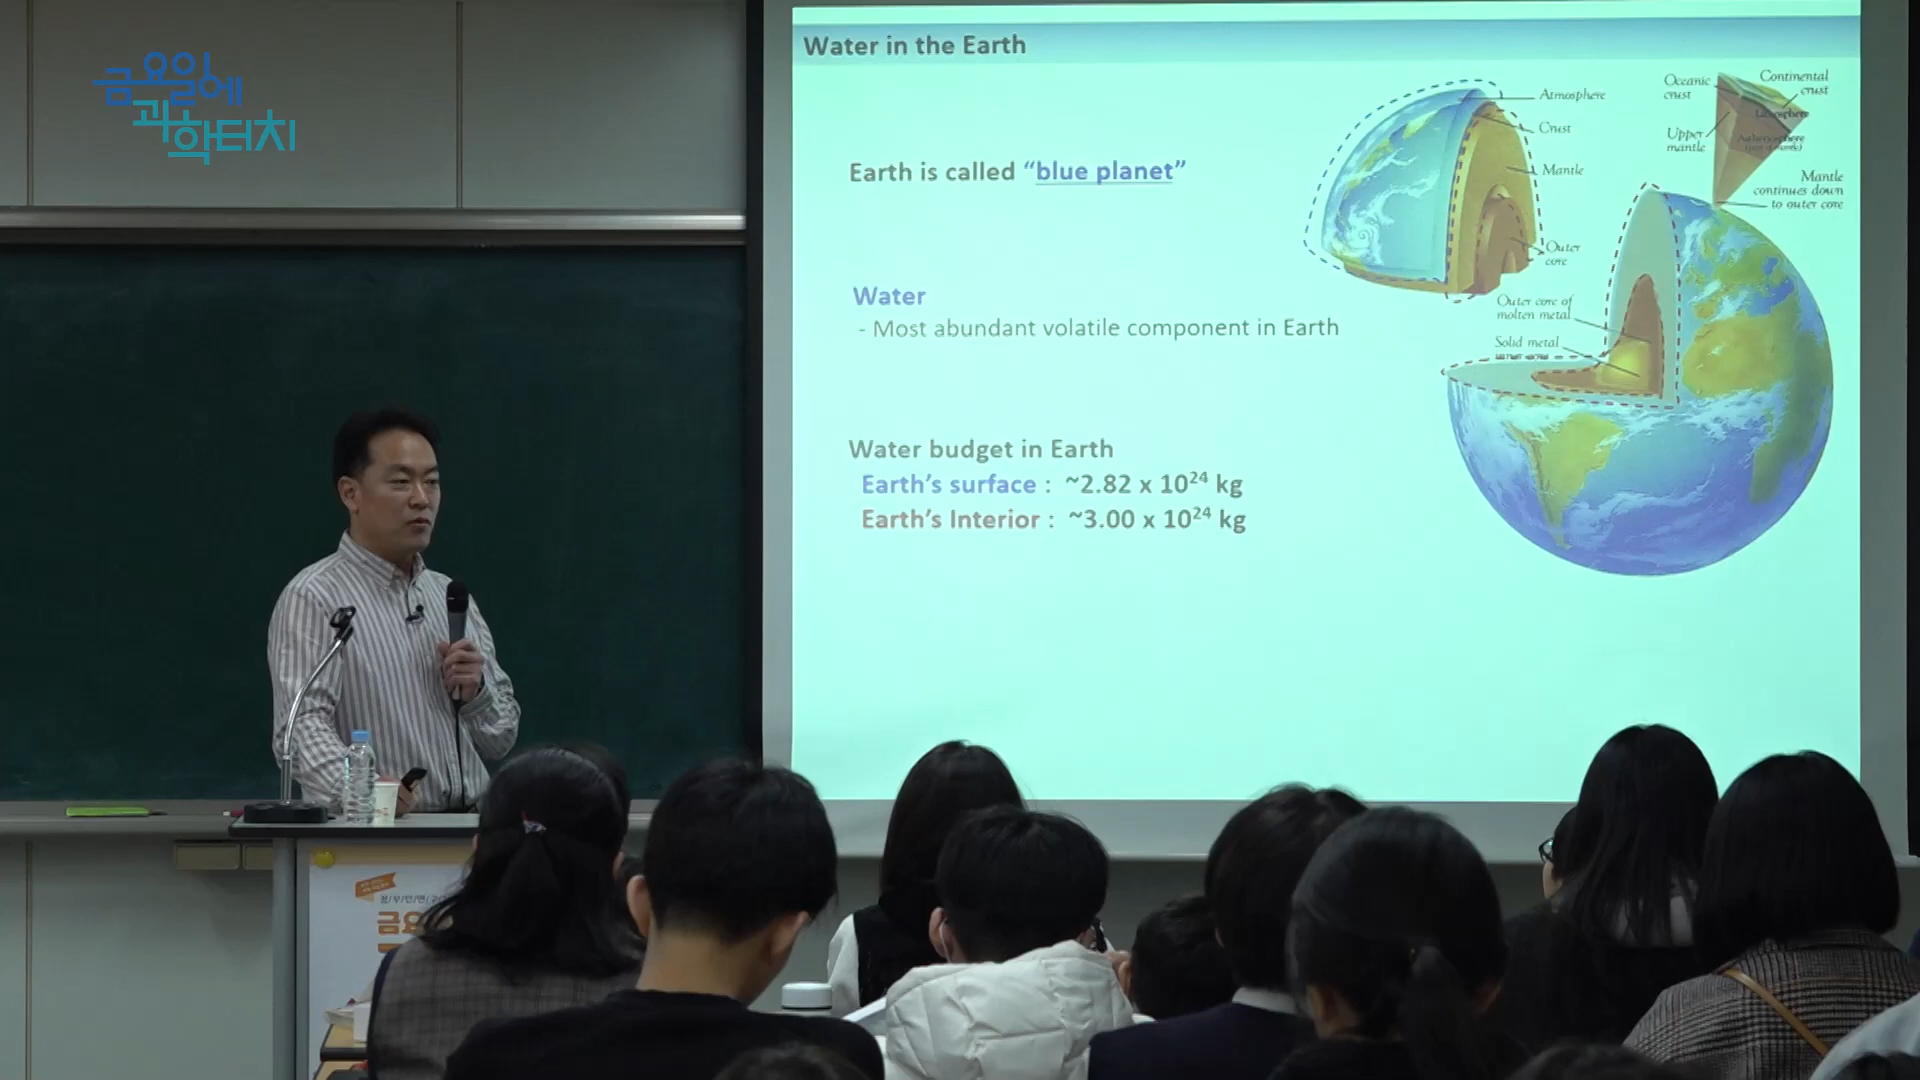 금요일에
과학터치
Water in the Earth
Earth is called “blue planet”
Water
- Most abundant volatile component in Earth
Water budget in Earth
Earth’s surface : ~2.82 x 10²⁴ kg
Earth’s Interior : ~3.00 x 10²⁴ kg
Atmosphere
Crust
Mantle
Outer
core
Oceanic
crust
Continental
crust
Upper
mantle
Mantle
continues down
to outer core
Outer core of
molten metal
Solid metal
금요